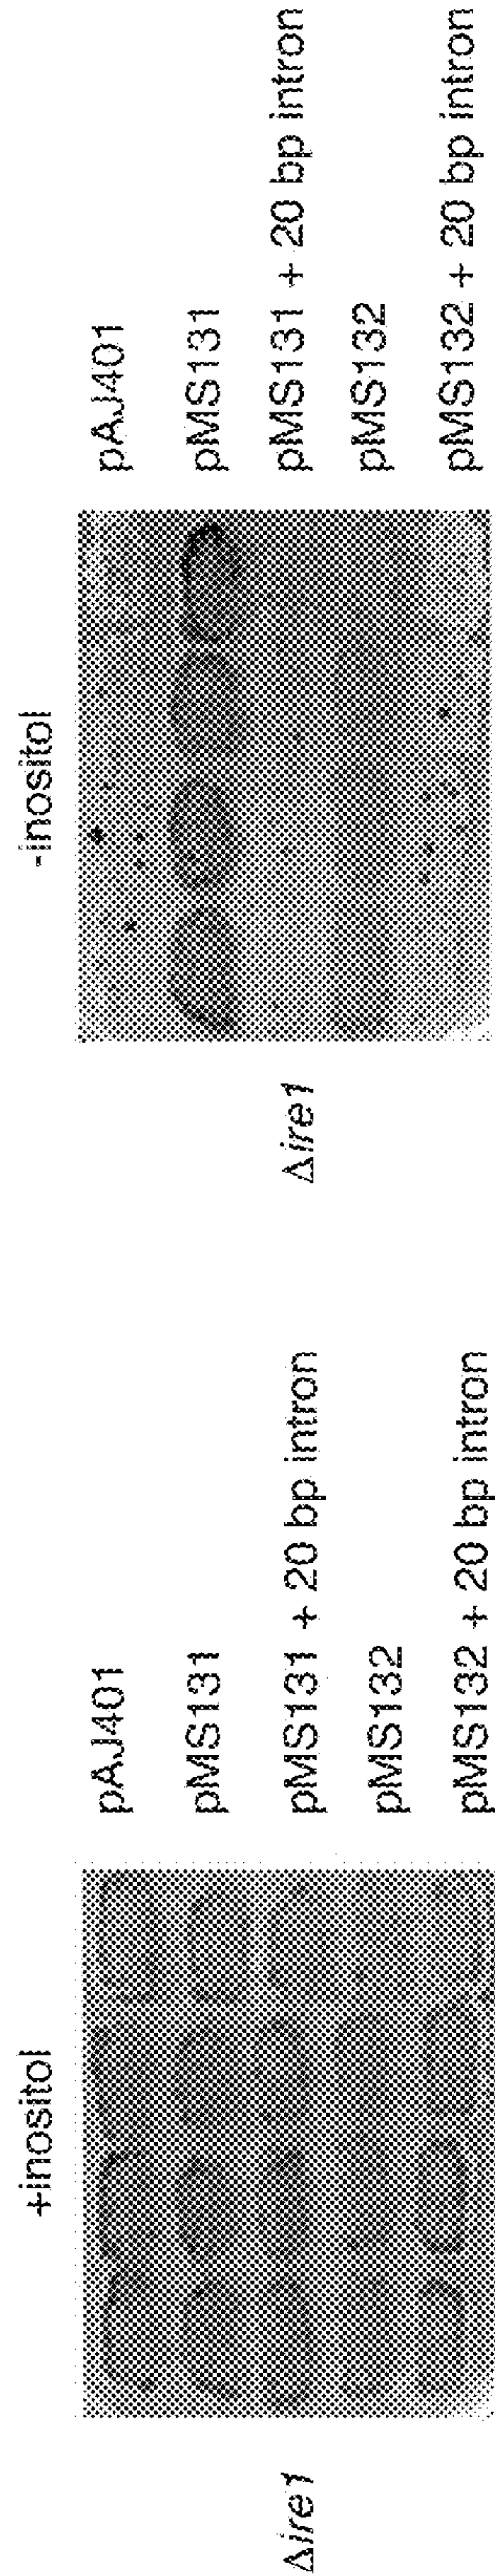 +inositol
Δire1
pAJ401
pMS131
pMS131 + 20 bp intron
pMS132
pMS132 + 20 bp intron
-inositol
Δire1
pAJ401
pMS131
pMS131 + 20 bp intron
pMS132
pMS132 + 20 bp intron